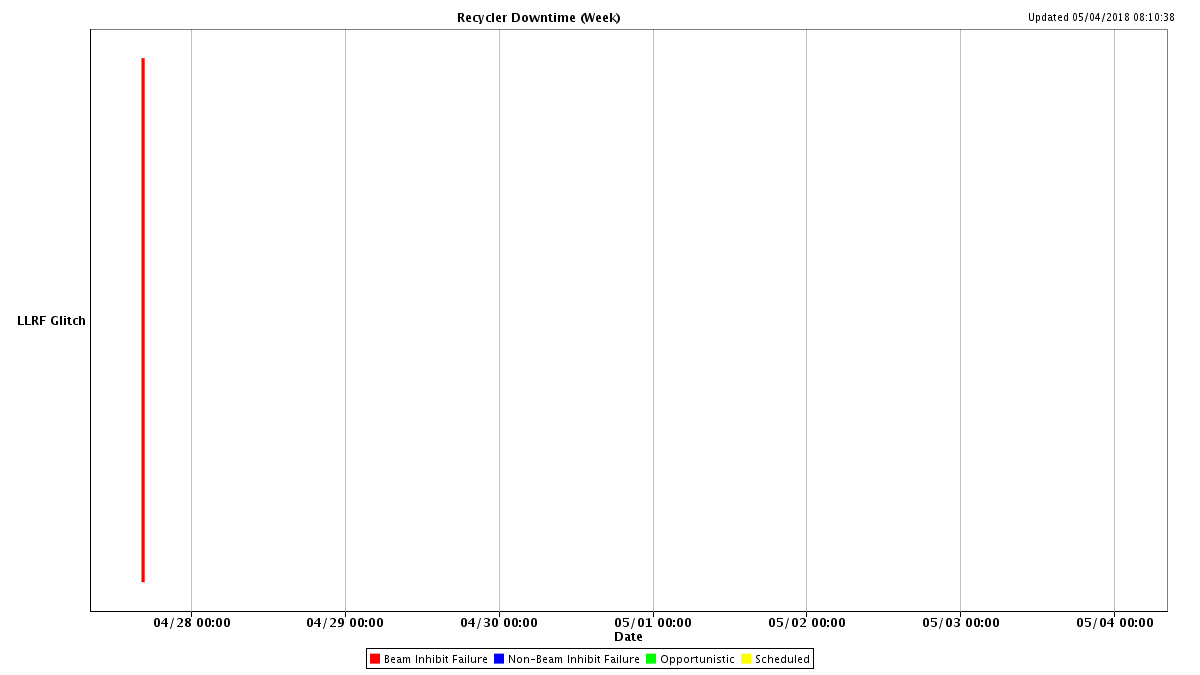 Recycler Downtime (Week)
Updated 05/04/2018 08:10:38
LLRF Glitch
04/28 00:00 04/29 00:00 04/30 00:00 05/01 00:00 05/02 00:00 05/03 00:00 05/04 00:00
Date
Beam Inhibit Failure Non-Beam Inhibit Failure Opportunistic Scheduled